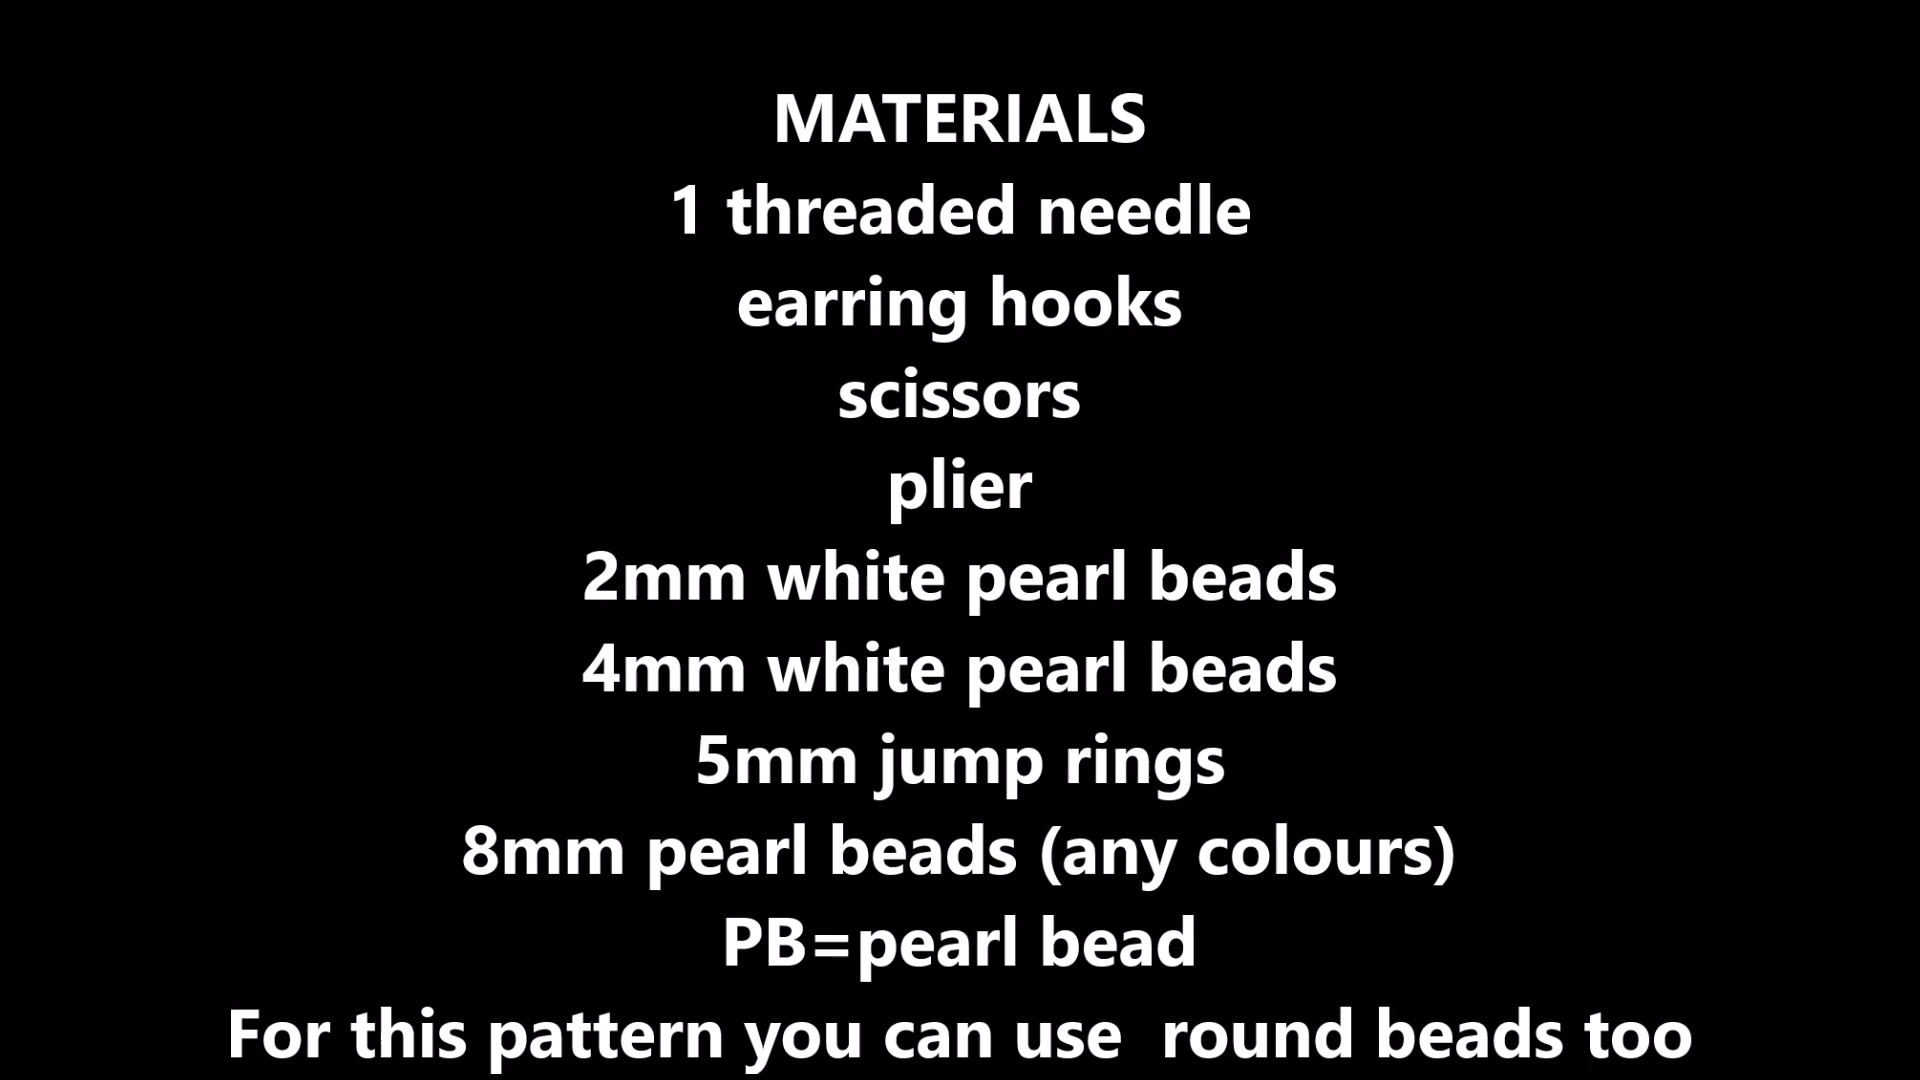 MATERIALS
1 threaded needle
earring hooks
scissors
plier
2mm white pearl beads
4mm white pearl beads
5mm jump rings
8mm pearl beads (any colours)
PB=pearl bead
For this pattern you can use  round beads too